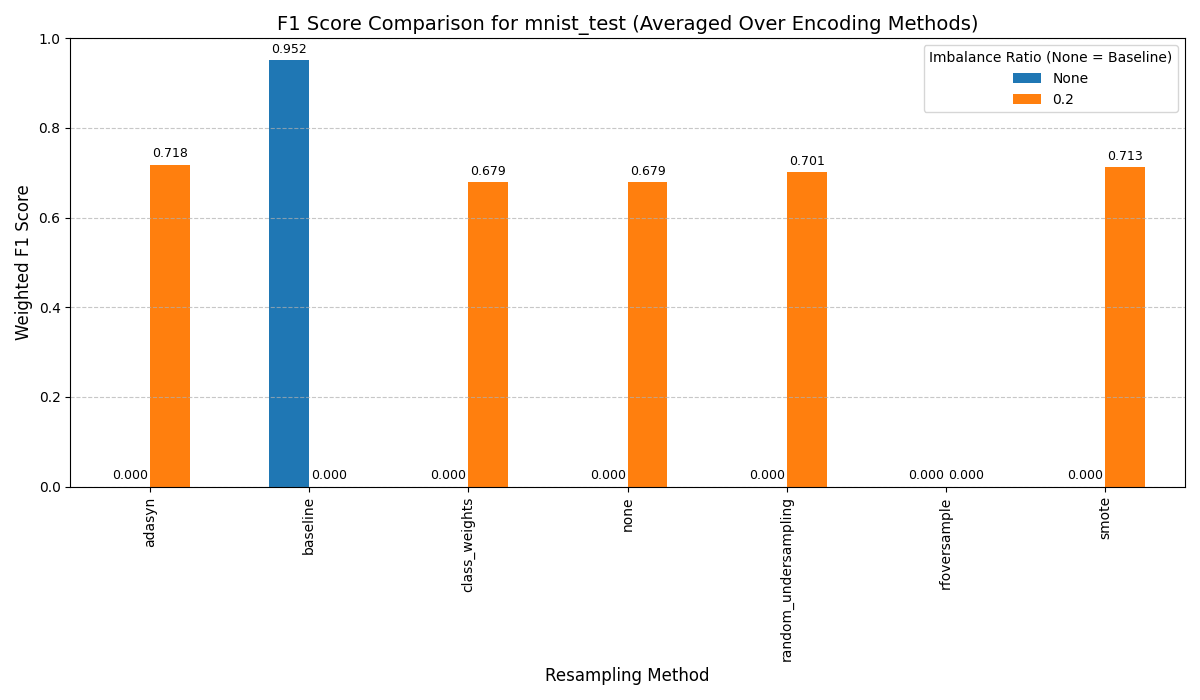 F1 Score Comparison for mnist_test (Averaged Over Encoding Methods)
Imbalance Ratio (None = Baseline)
None
0.2
Weighted F1 Score
1.0
0.8
0.6
0.4
0.2
0.0
0.000 0.718
0.952 0.000
0.000 0.679
0.000 0.679
0.000 0.701
0.000 0.000
0.000 0.713
adasyn
baseline
class_weights
none
random_undersampling
rfoversample
smote
Resampling Method